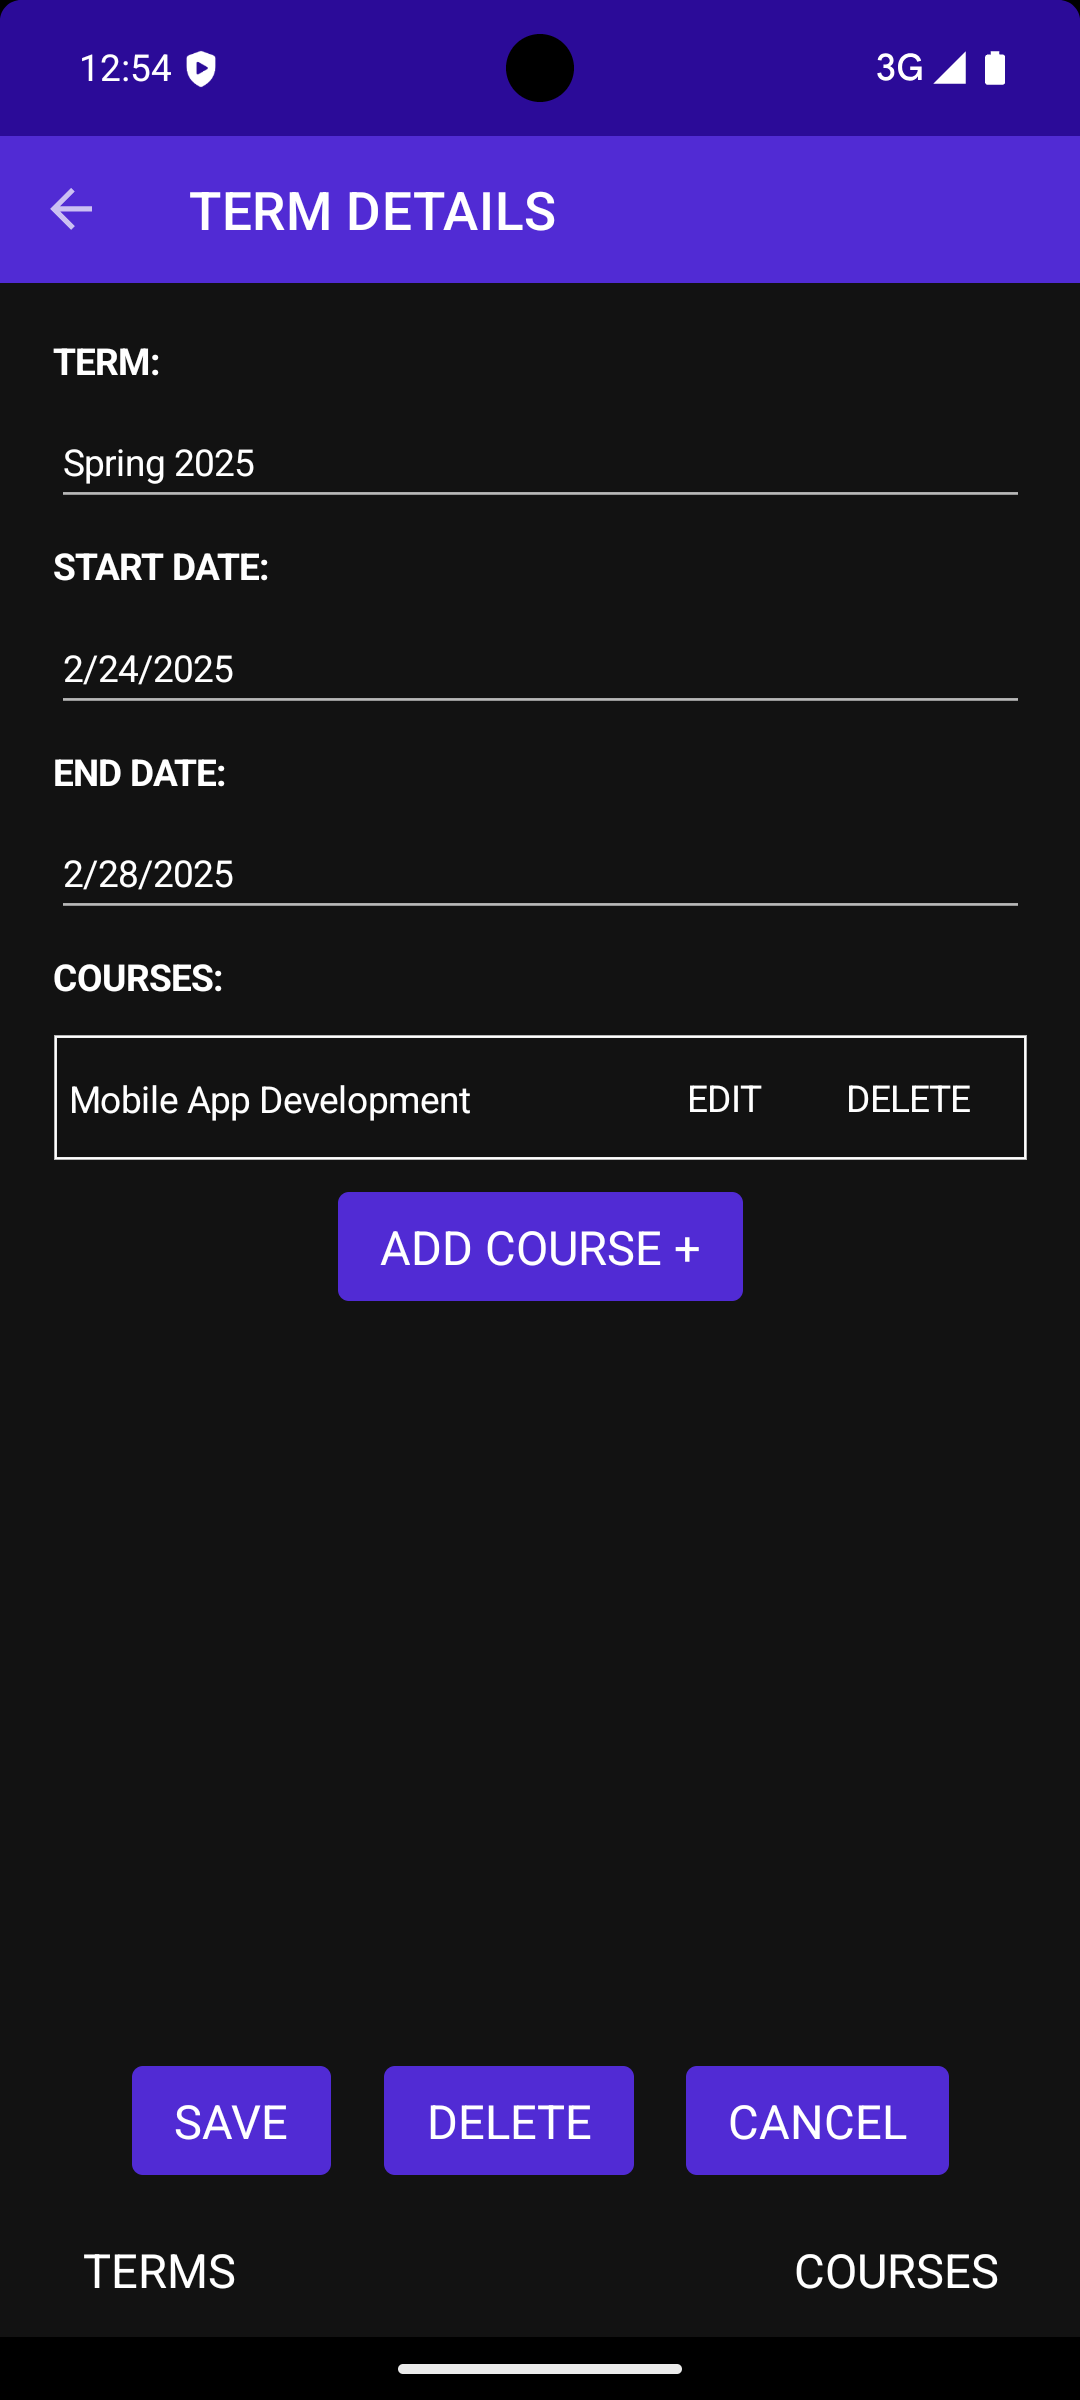 12:54 3G
TERM DETAILS
TERM:
Spring 2025
START DATE:
2/24/2025
END DATE:
2/28/2025
COURSES:
Mobile App Development EDIT DELETE
ADD COURSE +
SAVE DELETE CANCEL
TERMS COURSES